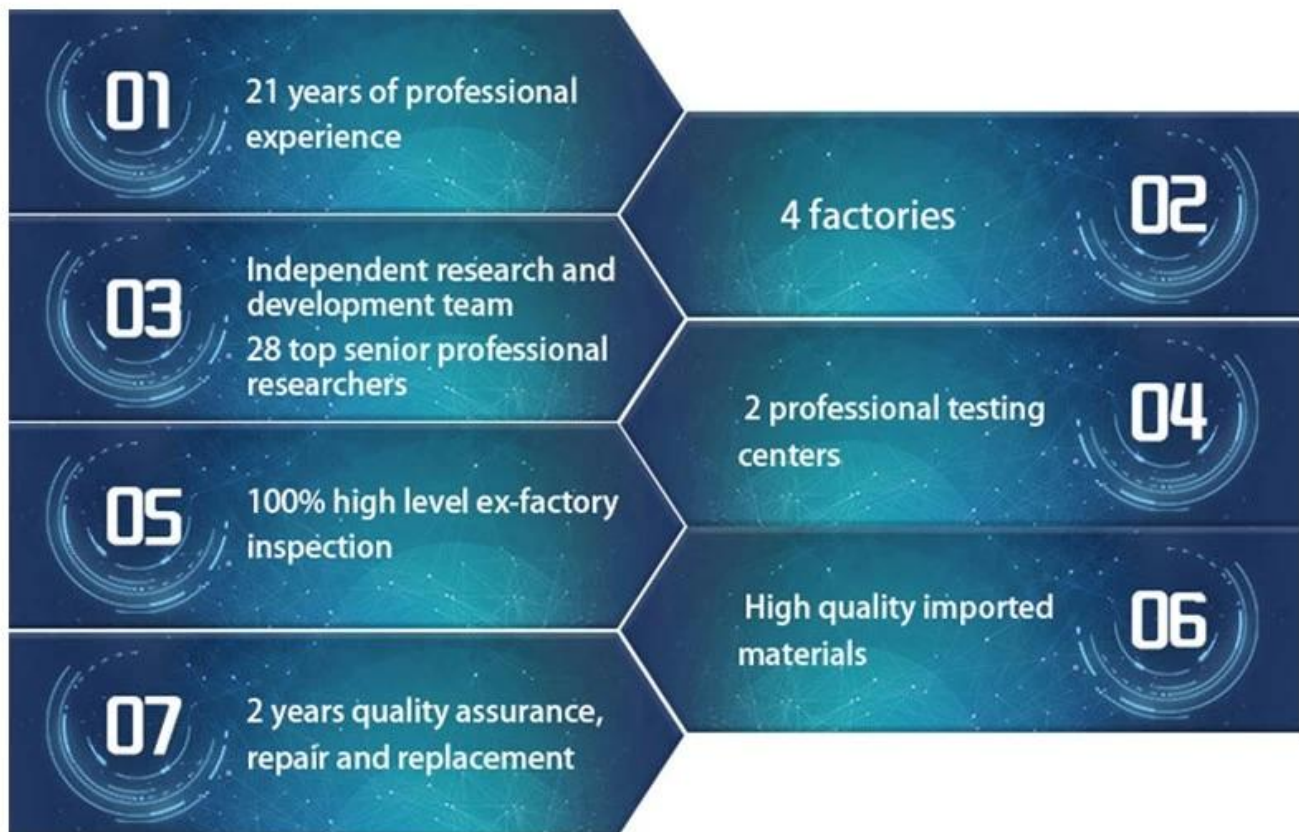 01
21 years of professional
experience
02
4 factories
03
Independent research and
development team
28 top senior professional
researchers
04
2 professional testing
centers
05
100% high level ex-factory
inspection
06
High quality imported
materials
07
2 years quality assurance,
repair and replacement